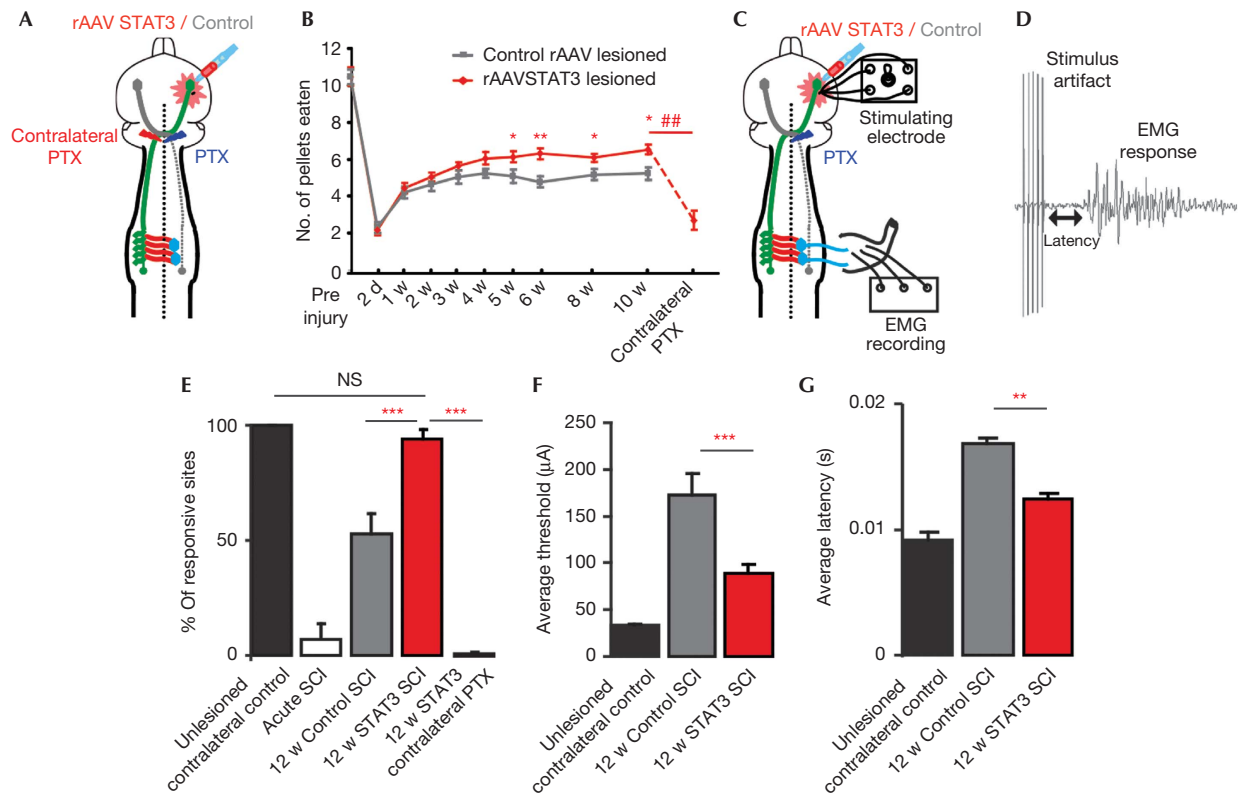 A
rAAV STAT3 / Control
Contralateral
PTX
PTX
B
No. of pellets eaten
12
10
8
6
4
2
0
Control rAAV lesioned
rAAVSTAT3 lesioned
*
**
*
*
##
Pre
injury
2 d
1 w
2 w
3 w
4 w
5 w
6 w
8 w
10 w
Contralateral
PTX
C
rAAV STAT3 / Control
Stimulating
electrode
PTX
EMG
recording
D
Stimulus
artifact
EMG
response
Latency
E
NS
***
***
% Of responsive sites
100
50
0
Unlesioned
contralateral control
Acute SCI
12 w Control SCI
12 w STAT3 SCI
12 w STAT3
contralateral PTX
F
***
Average threshold (µA)
250
200
150
100
50
0
Unlesioned
contralateral control
12 w Control SCI
12 w STAT3 SCI
G
**
Average latency (s)
0.02
0.01
0
Unlesioned
contralateral control
12 w Control SCI
12 w STAT3 SCI